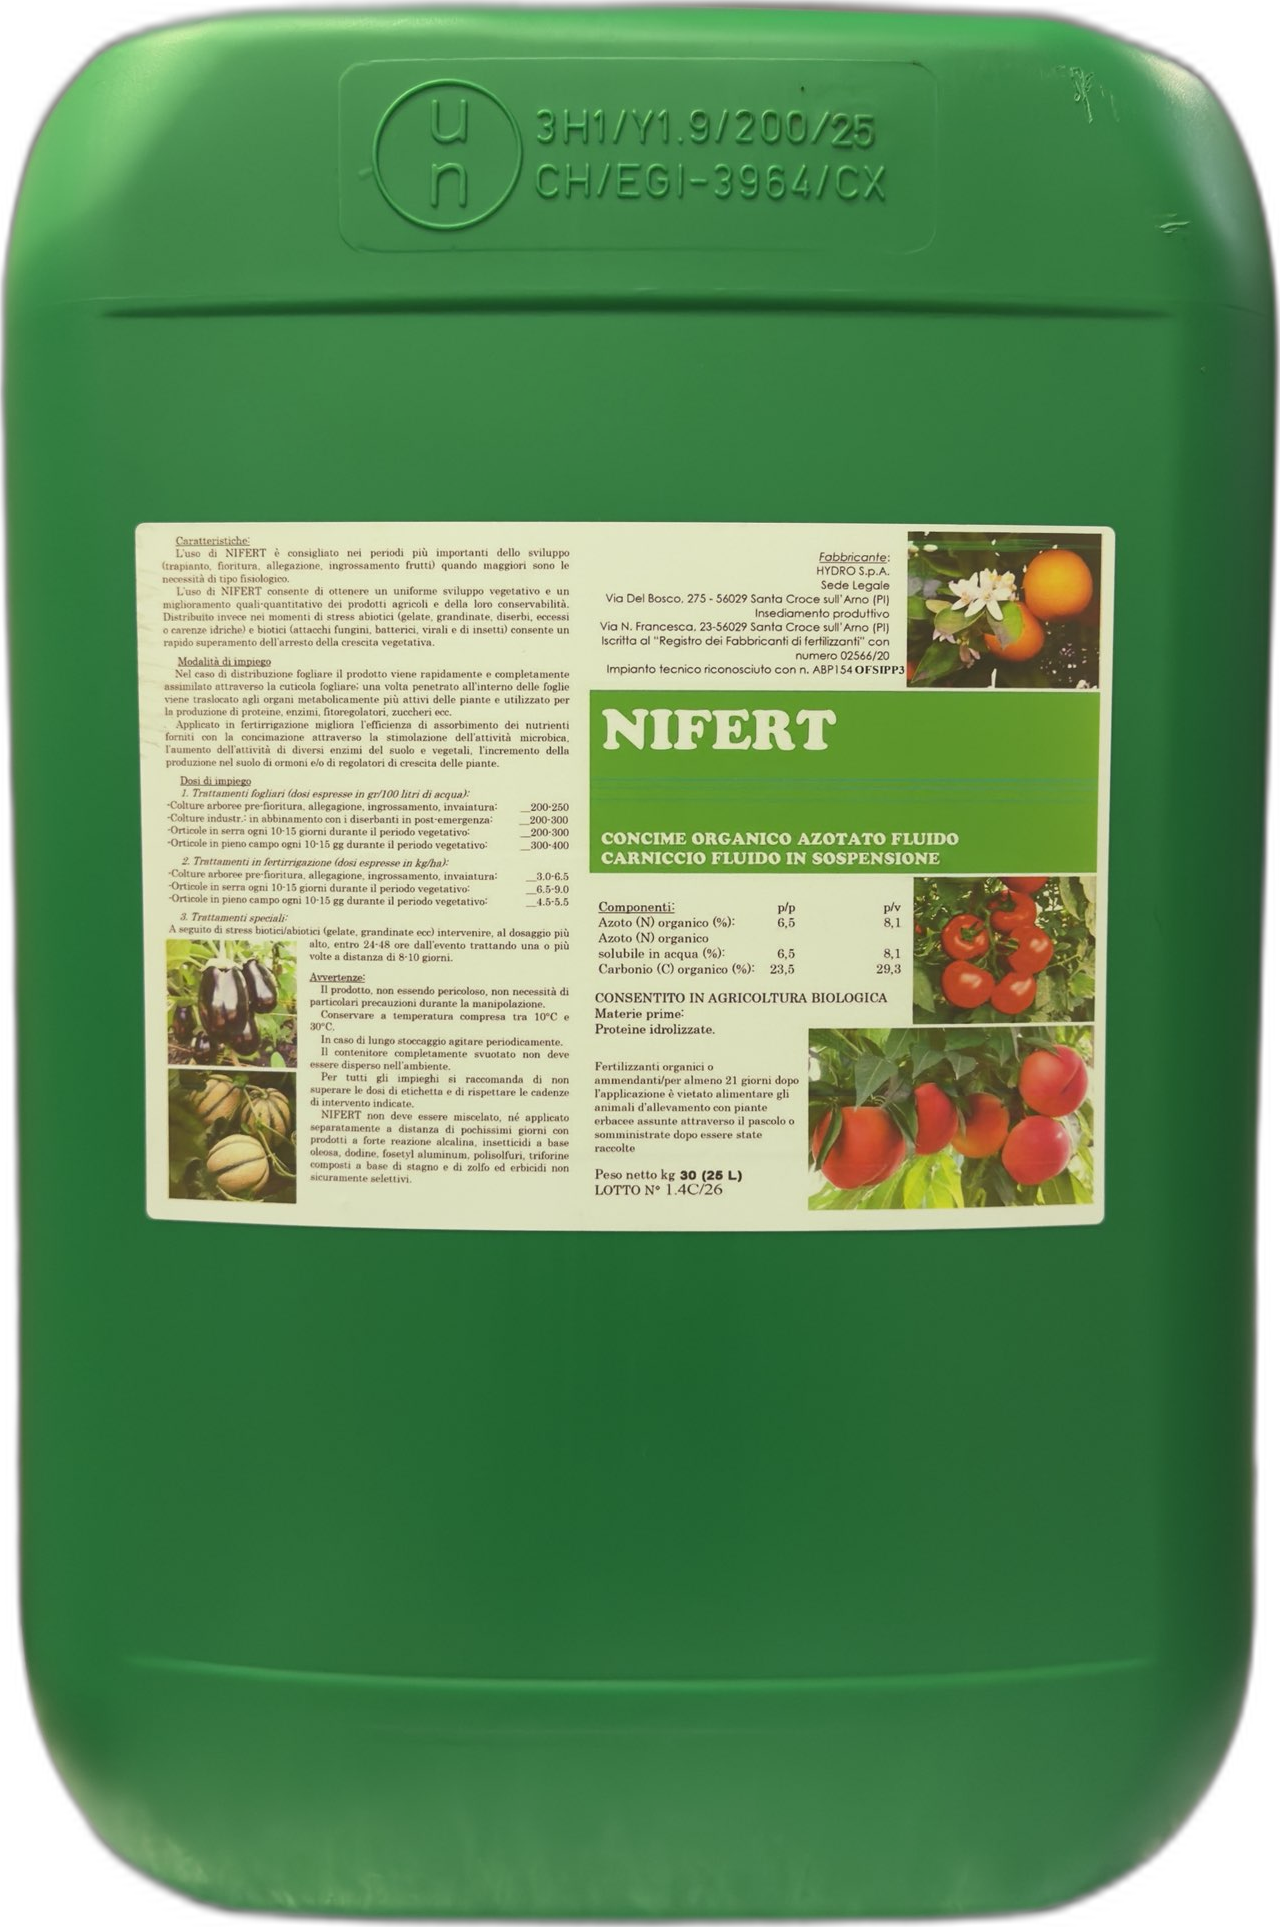 un
3H1/Y1.9/200/25
CH/EGI-3964/CX
Caratteristiche:
L'uso di NIFERT è consigliato nei periodi più importanti dello sviluppo
(trapianto, fioritura, allegazione, ingrossamento frutti) quando maggiori sono le
necessità di tipo fisiologico.
L'uso di NIFERT consente di ottenere un uniforme sviluppo vegetativo e un
miglioramento quali-quantitativo dei prodotti agricoli e della loro conservabilità.
Distribuito invece nei momenti di stress abiotici (gelate, grandinate, diserbi, eccessi
o carenze idriche) e biotici (attacchi fungini, batterici, virali e di insetti) consente un
rapido superamento dell'arresto della crescita vegetativa.
Modalità di impiego
Nel caso di distribuzione fogliare il prodotto viene rapidamente e completamente
assimilato attraverso la cuticola fogliare; una volta penetrato all'interno delle foglie
viene traslocato agli organi metabolicamente più attivi delle piante e utilizzato per
la produzione di proteine, enzimi, fitoregolatori, zuccheri ecc.
Applicato in fertirrigazione migliora l'efficienza di assorbimento dei nutrienti
forniti con la concimazione attraverso la stimolazione dell'attività microbica,
l'aumento dell'attività di diversi enzimi del suolo e vegetali, l'incremento della
produzione nel suolo di ormoni e/o di regolatori di crescita delle piante.
Dosi di impiego
1. Trattamenti fogliari (dosi espresse in gr/100 litri di acqua):
-Colture arboree pre-fioritura, allegagione, ingrossamento, invaiatura: __200-250
-Colture industr.: in abbinamento con i diserbanti in post-emergenza: __200-300
-Orticole in serra ogni 10-15 giorni durante il periodo vegetativo: __200-300
-Orticole in pieno campo ogni 10-15 gg durante il periodo vegetativo: __300-400
2. Trattamenti in fertirrigazione (dosi espresse in kg/ha):
-Colture arboree pre-fioritura, allegagione, ingrossamento, invaiatura: __3.0-6.5
-Orticole in serra ogni 10-15 giorni durante il periodo vegetativo: __6.5-9.0
-Orticole in pieno campo ogni 10-15 gg durante il periodo vegetativo: __4.5-5.5
3. Trattamenti speciali:
A seguito di stress biotici/abiotici (gelate, grandinate ecc) intervenire, al dosaggio più
alto, entro 24-48 ore dall'evento trattando una o più
volte a distanza di 8-10 giorni.
Avvertenze:
Il prodotto, non essendo pericoloso, non necessità di
particolari precauzioni durante la manipolazione.
Conservare a temperatura compresa tra 10°C e
30°C.
In caso di lungo stoccaggio agitare periodicamente.
Il contenitore completamente svuotato non deve
essere disperso nell'ambiente.
Per tutti gli impieghi si raccomanda di non
superare le dosi di etichetta e di rispettare le cadenze
di intervento indicate.
NIFERT non deve essere miscelato, né applicato
separatamente a distanza di pochissimi giorni con
prodotti a forte reazione alcalina, insetticidi a base
oleosa, dodine, fosetyl aluminum, polisolfuri, triforine
composti a base di stagno e di zolfo ed erbicidi non
sicuramente selettivi.
Fabbricante:
HYDRO S.p.A.
Sede Legale
Via Del Bosco, 275 - 56029 Santa Croce sull'Arno (PI)
Insediamento produttivo
Via N. Francesca, 23-56029 Santa Croce sull'Arno (PI)
Iscritta al "Registro dei Fabbricanti di fertilizzanti" con
numero 02566/20
Impianto tecnico riconosciuto con n. ABP154OFSIPP3
NIFERT
CONCIME ORGANICO AZOTATO FLUIDO
CARNICCIO FLUIDO IN SOSPENSIONE
Componenti: p/p p/v
Azoto (N) organico (%): 6,5 8,1
Azoto (N) organico
solubile in acqua (%): 6,5 8,1
Carbonio (C) organico (%): 23,5 29,3
CONSENTITO IN AGRICOLTURA BIOLOGICA
Materie prime:
Proteine idrolizzate.
Fertilizzanti organici o
ammendanti/per almeno 21 giorni dopo
l'applicazione è vietato alimentare gli
animali d'allevamento con piante
erbacee assunte attraverso il pascolo o
somministrate dopo essere state
raccolte
Peso netto kg 30 (25 L)
LOTTO N° 1.4C/26